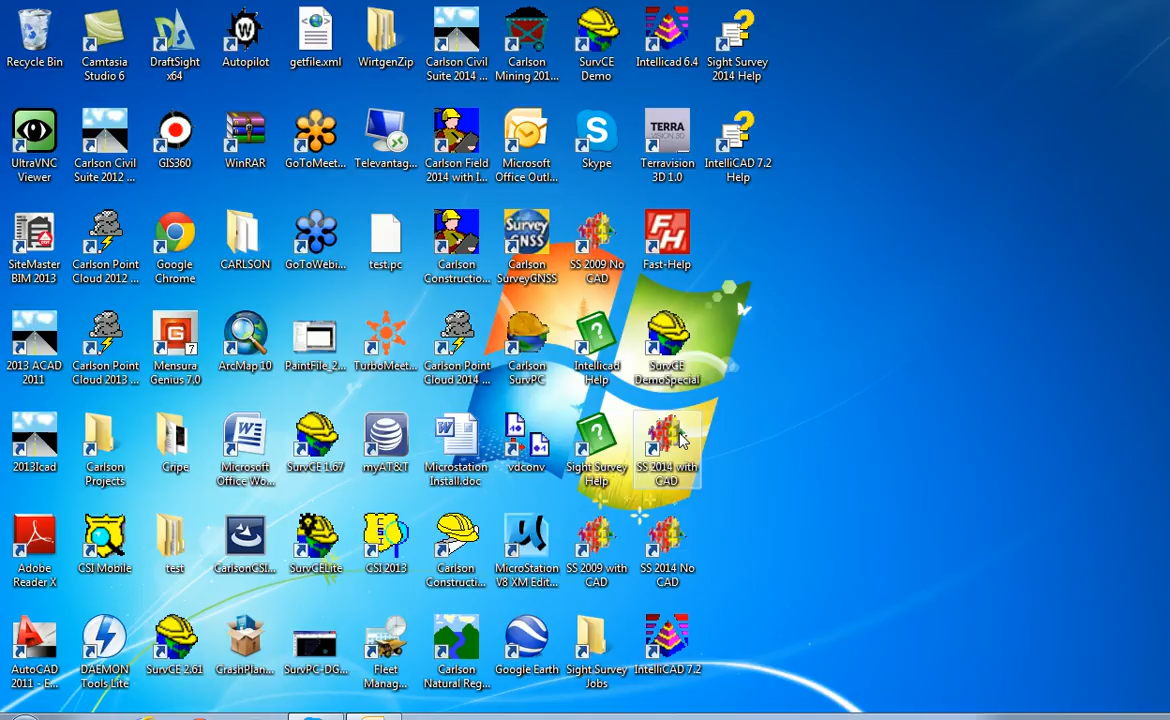 Recycle Bin
Camtasia
Studio 6
DraftSight
x64
Autopilot
getfile.xml
WirtgenZip
Carlson Civil
Suite 2014 ...
Carlson
Mining 201...
SurvCE
Demo
Intellicad 6.4
Sight Survey
2014 Help
UltraVNC
Viewer
Carlson Civil
Suite 2012 ...
GIS360
WinRAR
GoToMeet...
Televantag...
Carlson Field
2014 with I...
Microsoft
Office Outl...
Skype
TERRA
VISION 3D
Terravision
3D 1.0
IntelliCAD 7.2
Help
SiteMaster
BIM 2013
Carlson Point
Cloud 2012 ...
Google
Chrome
CARLSON
GoToWebi...
test.pc
Carlson
Constructio...
Survey
GNSS
Carlson
SurveyGNSS
SS 2009 No
CAD
FH
Fast-Help
2013 ACAD
2011
Carlson Point
Cloud 2013 ...
7
Mensura
Genius 7.0
ArcMap 10
PaintFile_2...
TurboMeet...
Carlson Point
Cloud 2014 ...
Carlson
SurvPC
Intellicad
Help
SurvCE
DemoSpecial
2013Icad
Carlson
Projects
Cripe
Microsoft
Office Wo...
SurvCE 1.67
myAT&T
Microstation
Install.doc
vdconv
Sight Survey
Help
SS 2014 with
CAD
Adobe
Reader X
CSI Mobile
test
CarlsonCSI...
SurvCELite
CSI 2013
Carlson
Constructi...
MicroStation
V8 XM Edit...
SS 2009 with
CAD
SS 2014 No
CAD
AutoCAD
2011 - E...
DAEMON
Tools Lite
SurvCE 2.61
CrashPlan...
SurvPC-DG...
Fleet
Manag...
Carlson
Natural Reg...
Google Earth
Sight Survey
Jobs
IntelliCAD 7.2